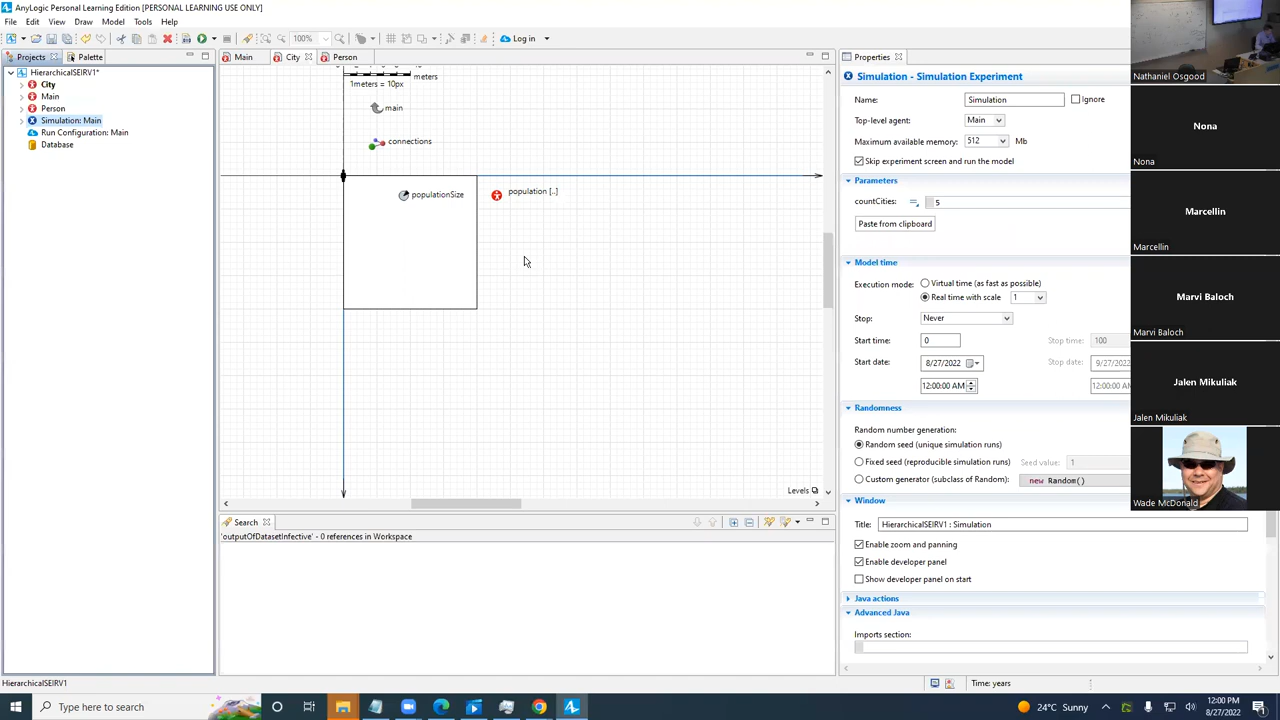 AnyLogic Personal Learning Edition [PERSONAL LEARNING USE ONLY]
File Edit View Draw Model Tools Help
100%
Log in
Projects
Palette
Main
City
Person
Properties
HierarchicalSEIRV1*
City
Main
Person
Simulation: Main
Run Configuration: Main
Database
meters
1meters = 10px
main
connections
populationSize
population [..]
Levels
Search
'outputOfDatasetInfective' - 0 references in Workspace
Simulation - Simulation Experiment
Name:
Simulation
Ignore
Top-level agent:
Main
Maximum available memory:
512
Mb
Skip experiment screen and run the model
Parameters
countCities:
5
Paste from clipboard
Model time
Execution mode:
Virtual time (as fast as possible)
Real time with scale
1
Stop:
Never
Start time:
0
Stop time:
100
Start date:
8/27/2022
Stop date:
9/27/2022
12:00:00 AM
12:00:00 AM
Randomness
Random number generation:
Random seed (unique simulation runs)
Fixed seed (reproducible simulation runs)
Seed value:
1
Custom generator (subclass of Random):
new Random()
Window
Title:
HierarchicalSEIRV1 : Simulation
Enable zoom and panning
Enable developer panel
Show developer panel on start
Java actions
Advanced Java
Imports section:
Nathaniel Osgood
Nona
Nona
Marcellin
Marcellin
Marvi Baloch
Marvi Baloch
Jalen Mikuliak
Jalen Mikuliak
Wade McDonald
HierarchicalSEIRV1
Time: years
Type here to search
24°C Sunny
12:00 PM
8/27/2022